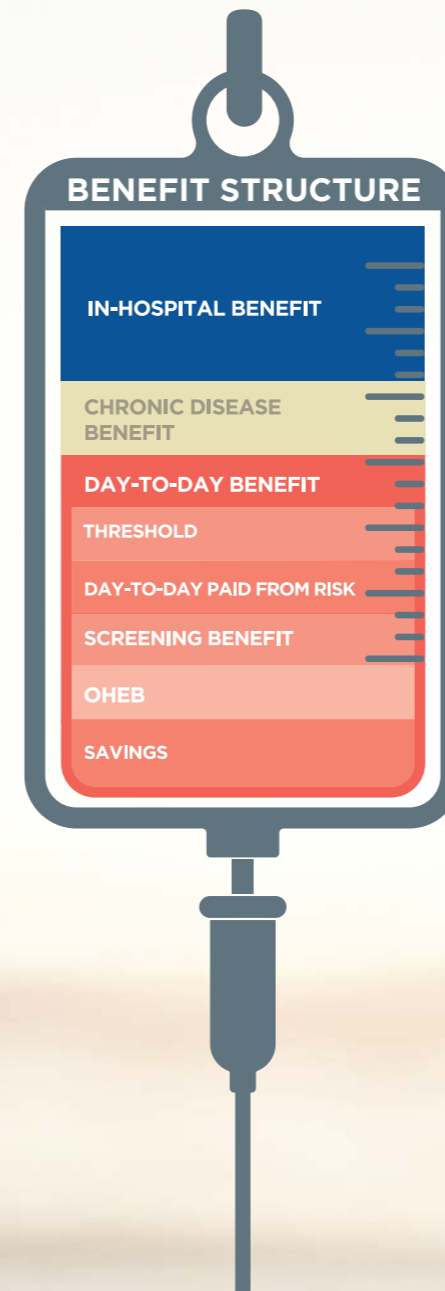 BENEFIT STRUCTURE
IN-HOSPITAL BENEFIT
CHRONIC DISEASE
BENEFIT
DAY-TO-DAY BENEFIT
THRESHOLD
DAY-TO-DAY PAID FROM RISK
SCREENING BENEFIT
OHEB
SAVINGS